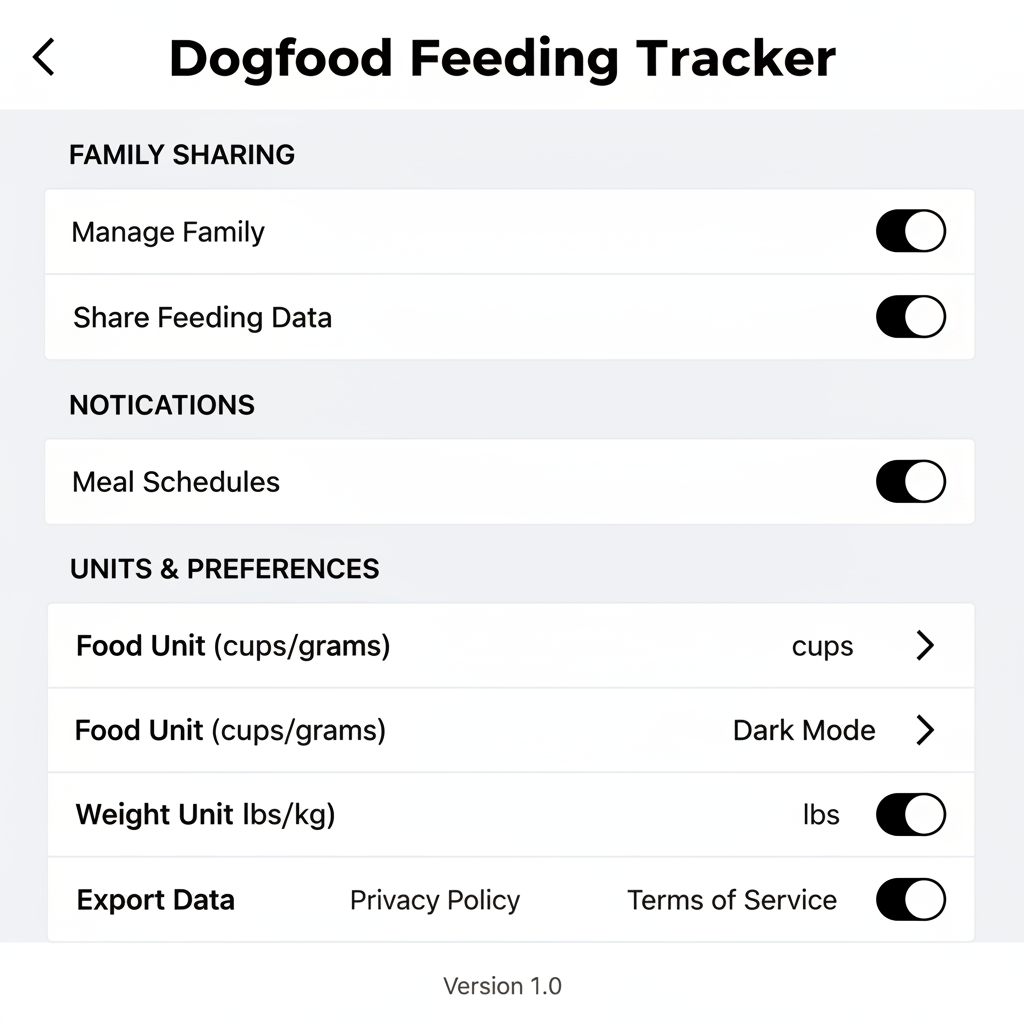 Dogfood Feeding Tracker
FAMILY SHARING
Manage Family
Share Feeding Data
NOTICATIONS
Meal Schedules
UNITS & PREFERENCES
Food Unit (cups/grams) cups
Food Unit (cups/grams) Dark Mode
Weight Unit lbs/kg) lbs
Export Data Privacy Policy Terms of Service
Version 1.0